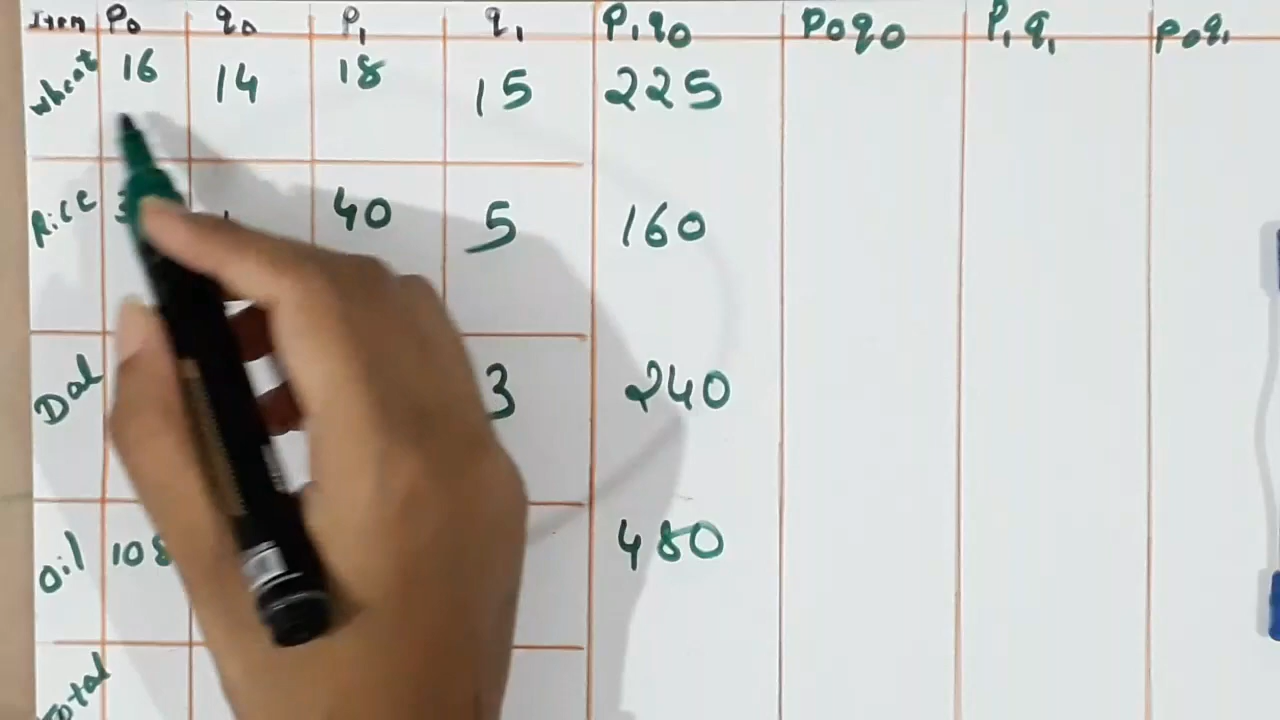 Item p₀ q₀ p₁ q₁ p₁q₀ p₀q₀ p₁q₁ p₀q₁
Wheat 16 14 18 15 225
Rice 3 40 5 160
Dal 3 240
Oil 108 480
Total